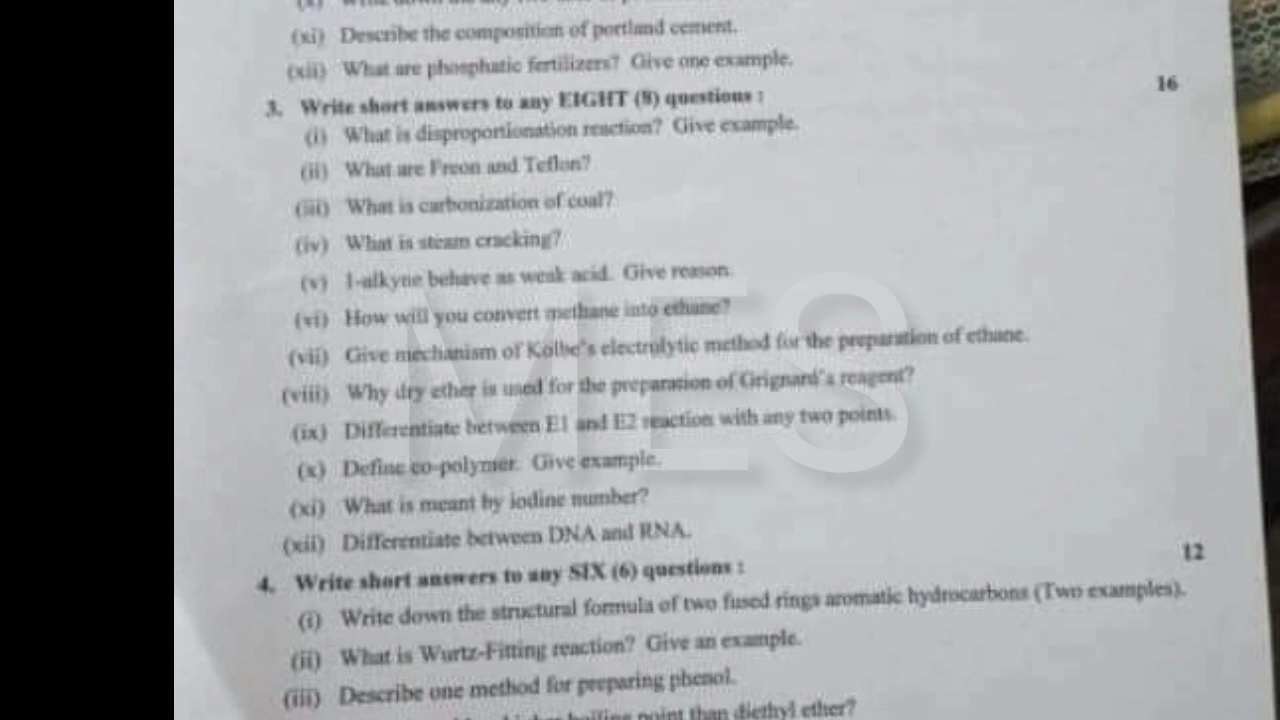 (xi) Describe the composition of portland cement.
(xii) What are phosphatic fertilizers? Give one example.
3. Write short answers to any EIGHT (8) questions : 16
(i) What is disproportionation reaction? Give example.
(ii) What are Freon and Teflon?
(iii) What is carbonization of coal?
(iv) What is steam cracking?
(v) 1-alkyne behave as weak acid. Give reason.
(vi) How will you convert methane into ethane?
(vii) Give mechanism of Kolbe's electrolytic method for the preparation of ethane.
(viii) Why dry ether is used for the preparation of Grignard's reagent?
(ix) Differentiate between E1 and E2 reaction with any two points.
(x) Define co-polymer. Give example.
(xi) What is meant by iodine number?
(xii) Differentiate between DNA and RNA.
MES
4. Write short answers to any SIX (6) questions : 12
(i) Write down the structural formula of two fused rings aromatic hydrocarbons (Two examples).
(ii) What is Wurtz-Fitting reaction? Give an example.
(iii) Describe one method for preparing phenol.
boiling point than diethyl ether?